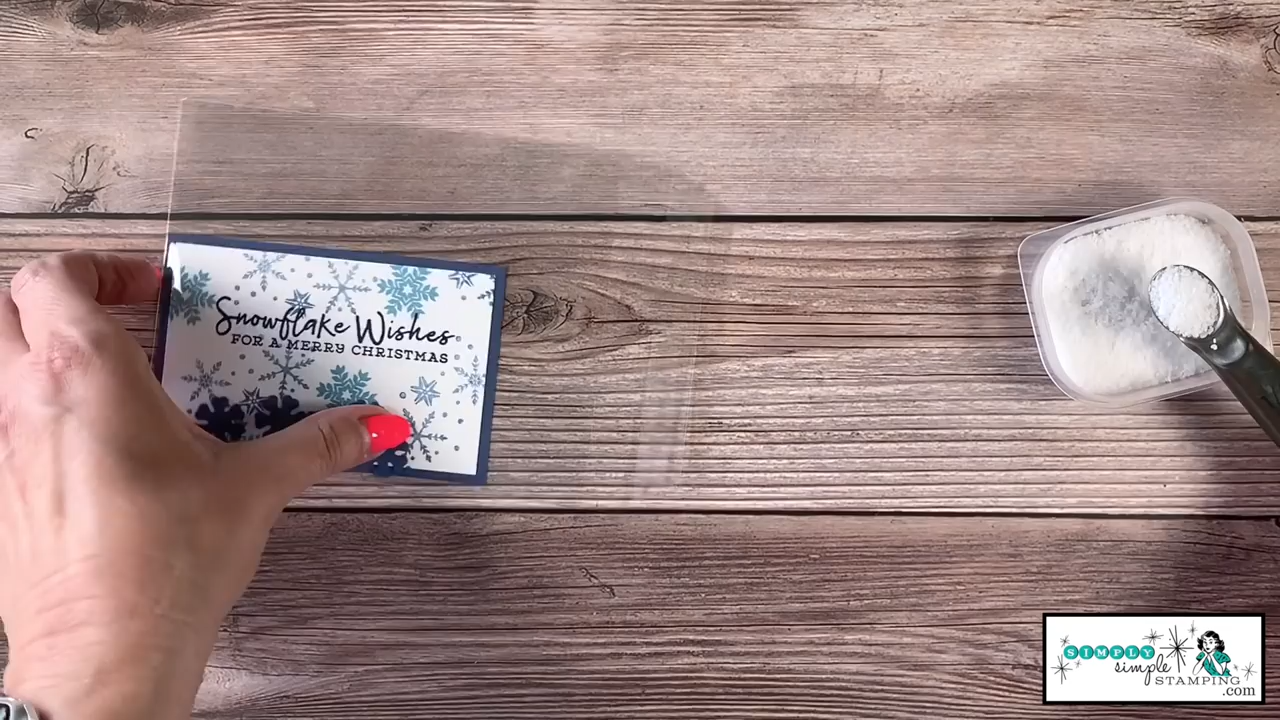 Snowflake Wishes
FOR A MERRY CHRISTMAS
SIMPLY
simple
STAMPING
.com